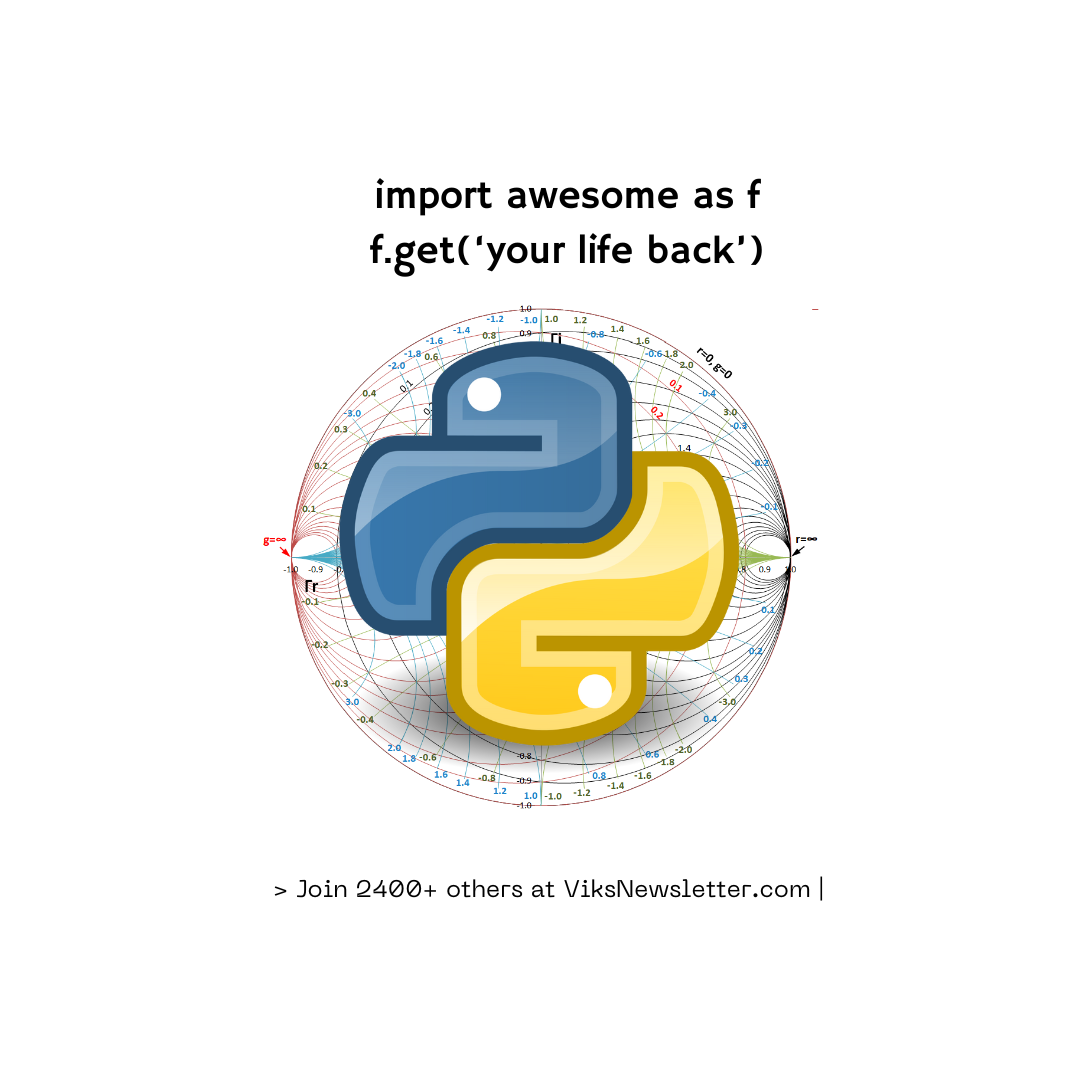 import awesome as f
f.get('your life back')
1.0
-1.2 -1.0 1.0 1.2
-1.4 0.8 0.9 -0.8 1.4
-1.6 Γi 1.6
-1.8 0.6 -0.6 1.8 r=0, g=0
-2.0 2.0
0.1 0.1
0.4 -0.4
-3.0 0.2 3.0
0.3 -0.3
1.4
0.2 -0.2
0.1 -0.1
g=∞ r=∞
-1.0 -0.9 0.9 1.0
Γr
-0.1 0.1
-0.2 0.2
-0.3 0.3
3.0 -3.0
-0.4 0.4
2.0 -2.0
1.8 -0.6 -0.8 -0.6 -1.8
1.6 -0.8 0.8 -1.6
1.4 -0.9 -1.4
1.2 1.0 -1.0 -1.2
-1.0
> Join 2400+ others at ViksNewsletter.com |